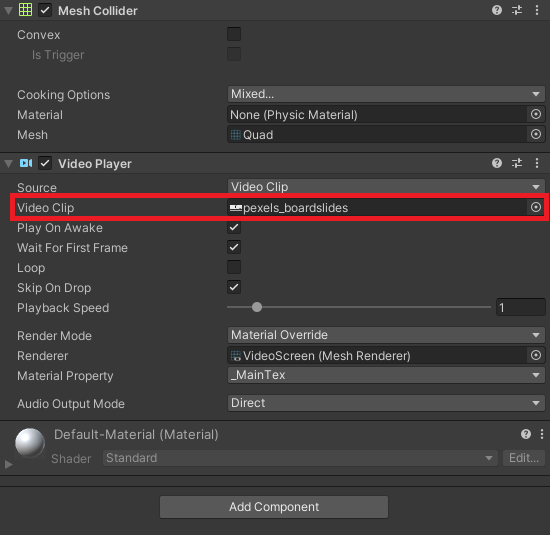 Mesh Collider
Convex
Is Trigger
Cooking Options Mixed...
Material None (Physic Material)
Mesh Quad
Video Player
Source Video Clip
Video Clip pexels_boardslides
Play On Awake
Wait For First Frame
Loop
Skip On Drop
Playback Speed 1
Render Mode Material Override
Renderer VideoScreen (Mesh Renderer)
Material Property _MainTex
Audio Output Mode Direct
Default-Material (Material)
Shader Standard Edit...
Add Component